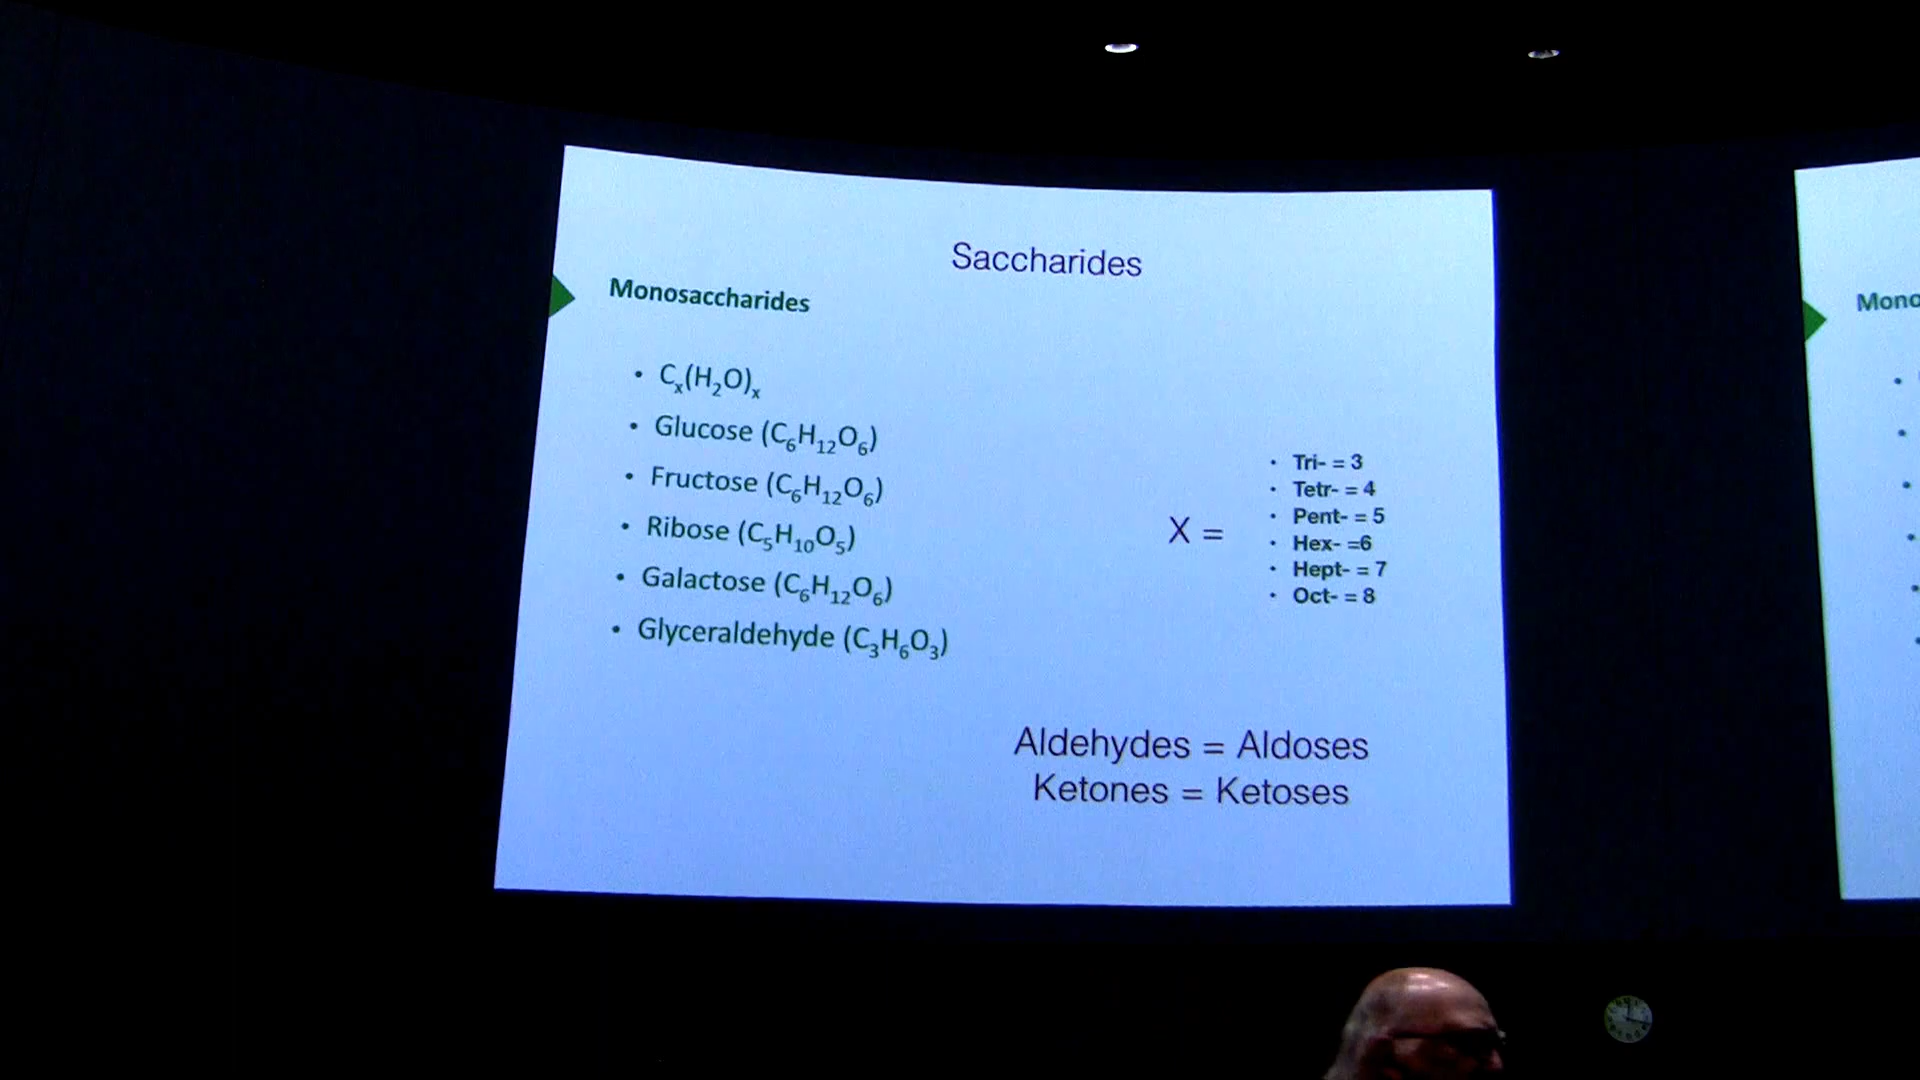 Saccharides
Monosaccharides
• Cₓ(H₂O)ₓ
• Glucose (C₆H₁₂O₆)
• Fructose (C₆H₁₂O₆)
• Ribose (C₅H₁₀O₅)
• Galactose (C₆H₁₂O₆)
• Glyceraldehyde (C₃H₆O₃)
X =
• Tri- = 3
• Tetr- = 4
• Pent- = 5
• Hex- =6
• Hept- = 7
• Oct- = 8
Aldehydes = Aldoses
Ketones = Ketoses
Mono